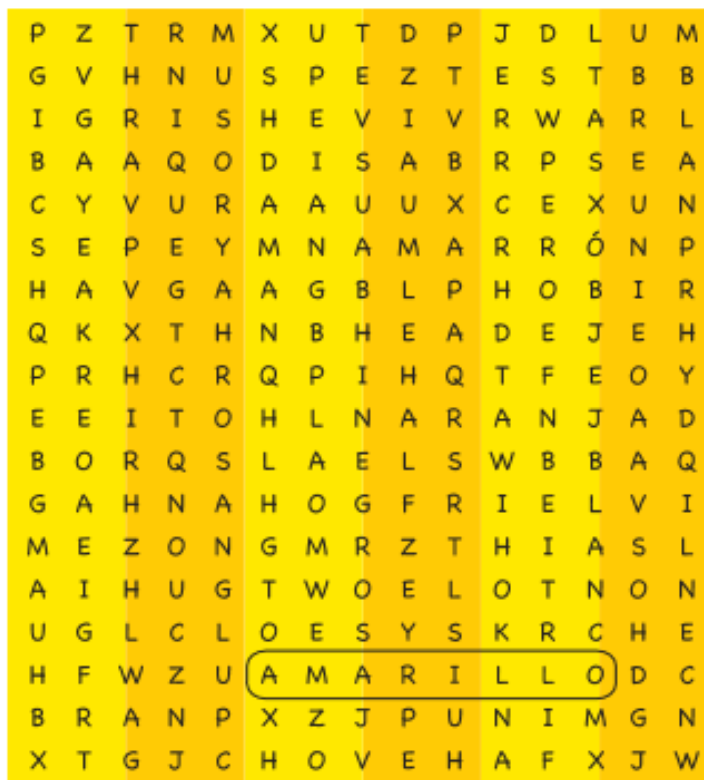 P Z T R M X U T D P J D L U M
G V H N U S P E Z T E S T B B
I G R I S H E V I V R W A R L
B A A Q O D I S A B R P S E A
C Y V U R A A U U X C E X U N
S E P E Y M N A M A R R Ó N P
H A V G A A G B L P H O B I R
Q K X T H N B H E A D E J E H
P R H C R Q P I H Q T F E O Y
E E I T O H L N A R A N J A D
B O R Q S L A E L S W B B A Q
G A H N A H O G F R I E L V I
M E Z O N G M R Z T H I A S L
A I H U G T W O E L O T N O N
U G L C L O E S Y S K R C H E
H F W Z U A M A R I L L O D C
B R A N P X Z J P U N I M G N
X T G J C H O V E H A F X J W